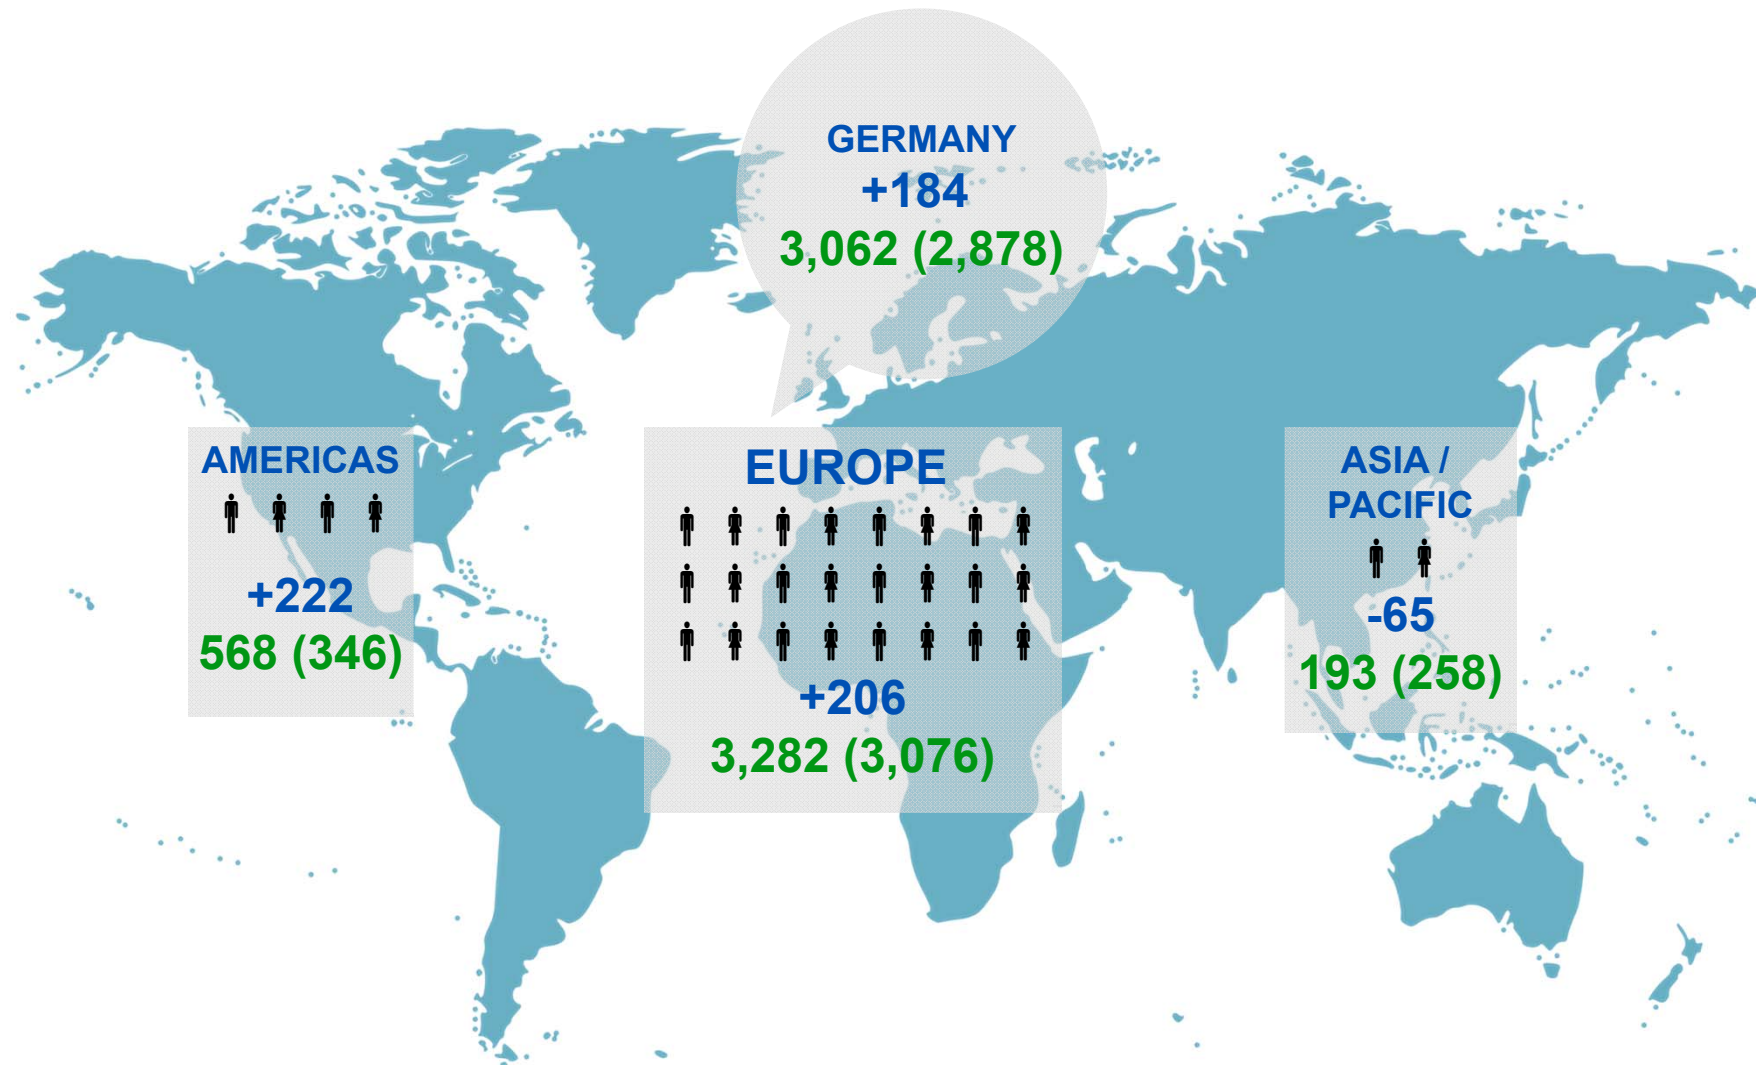 GERMANY
+184
3,062 (2,878)
AMERICAS
+222
568 (346)
EUROPE
+206
3,282 (3,076)
ASIA /
PACIFIC
-65
193 (258)